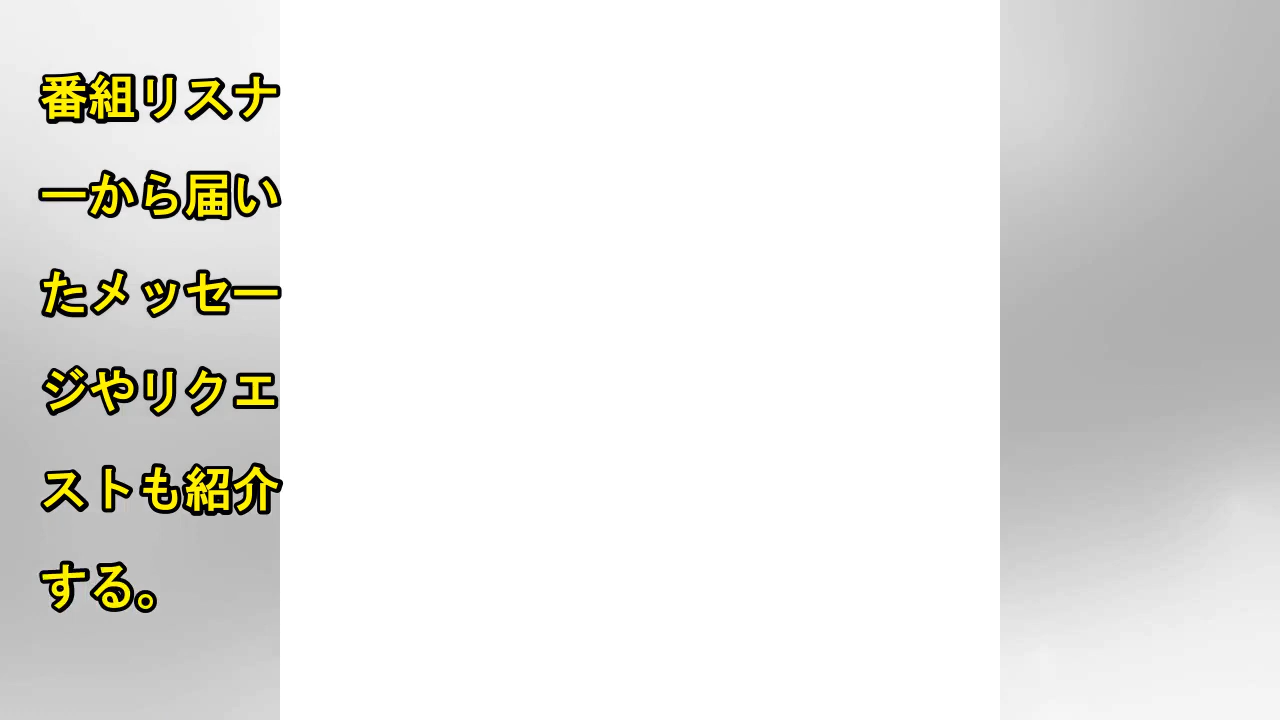 番組リスナ
ーから届い
たメッセー
ジやリクエ
ストも紹介
する。